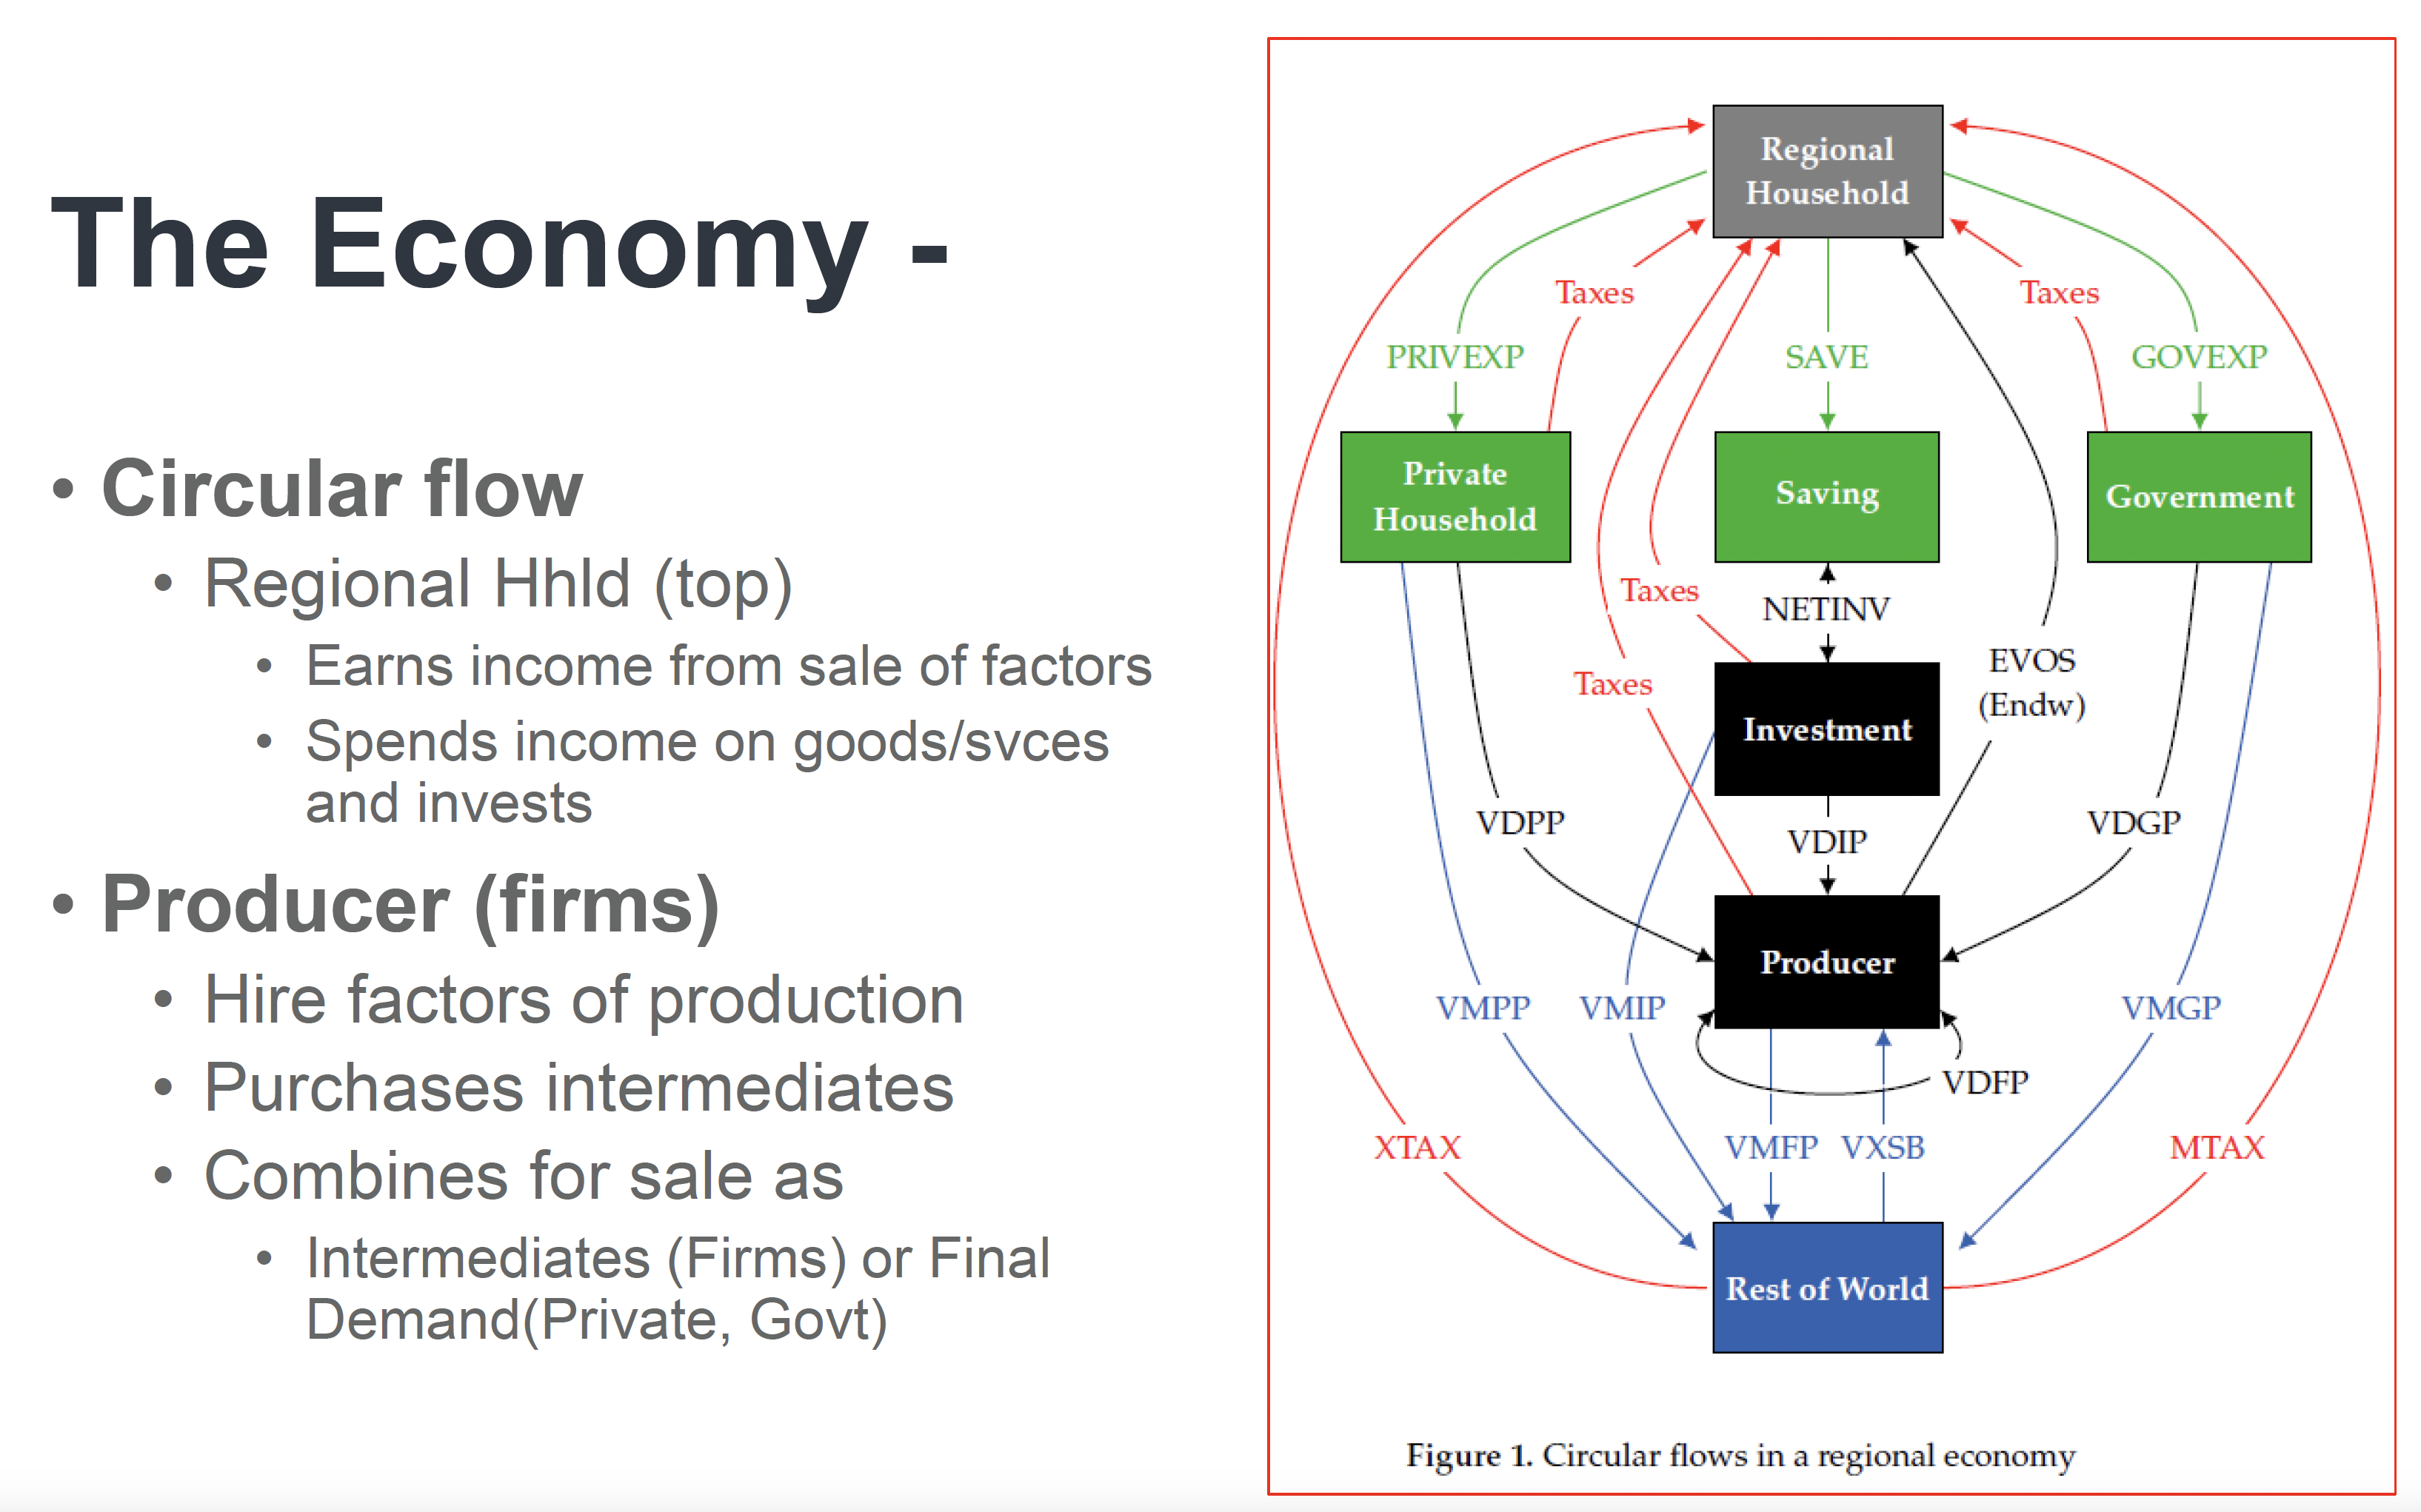 The Economy -
• Circular flow
• Regional Hhld (top)
• Earns income from sale of factors
• Spends income on goods/svces
and invests
• Producer (firms)
• Hire factors of production
• Purchases intermediates
• Combines for sale as
• Intermediates (Firms) or Final
Demand(Private, Govt)
Regional
Household
Taxes
Taxes
PRIVEXP
SAVE
GOVEXP
Private
Household
Saving
Government
Taxes
NETINV
Taxes
EVOS
(Endw)
Investment
VDPP
VDIP
VDGP
Producer
VMPP
VMIP
VMGP
VDFP
XTAX
VMFP
VXSB
MTAX
Rest of World
Figure 1. Circular flows in a regional economy